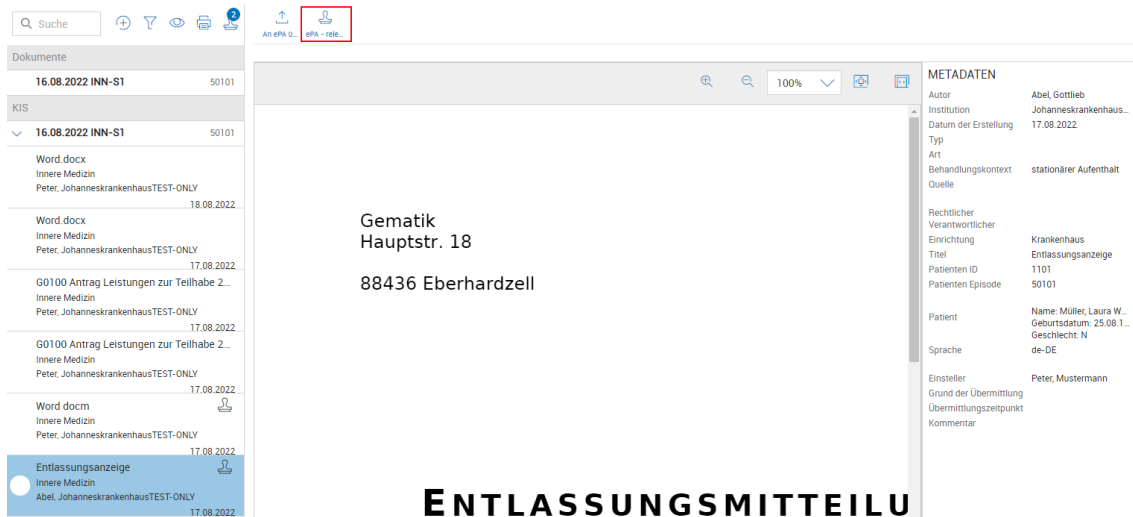 Suche
2
An ePA ü...
ePA - rele...
Dokumente
16.08.2022 INN-S1 50101
KIS
16.08.2022 INN-S1 50101
Word.docx
Innere Medizin
Peter, JohanneskrankenhausTEST-ONLY
18.08.2022
Word.docx
Innere Medizin
Peter, JohanneskrankenhausTEST-ONLY
17.08.2022
G0100 Antrag Leistungen zur Teilhabe 2...
Innere Medizin
Peter, JohanneskrankenhausTEST-ONLY
17.08.2022
G0100 Antrag Leistungen zur Teilhabe 2...
Innere Medizin
Peter, JohanneskrankenhausTEST-ONLY
17.08.2022
Word docm
Innere Medizin
Peter, JohanneskrankenhausTEST-ONLY
17.08.2022
Entlassungsanzeige
Innere Medizin
Abel, JohanneskrankenhausTEST-ONLY
17.08.2022
100%
Gematik
Hauptstr. 18
88436 Eberhardzell
ENTLASSUNGSMITTEILU
METADATEN
Autor Abel, Gottlieb
Institution Johanneskrankenhaus...
Datum der Erstellung 17.08.2022
Typ
Art
Behandlungskontext stationärer Aufenthalt
Quelle
Rechtlicher
Verantwortlicher
Einrichtung Krankenhaus
Titel Entlassungsanzeige
Patienten ID 1101
Patienten Episode 50101
Patient Name: Müller, Laura W...
Geburtsdatum: 25.08.1...
Geschlecht: N
Sprache de-DE
Einsteller Peter, Mustermann
Grund der Übermittlung
Übermittlungszeitpunkt
Kommentar